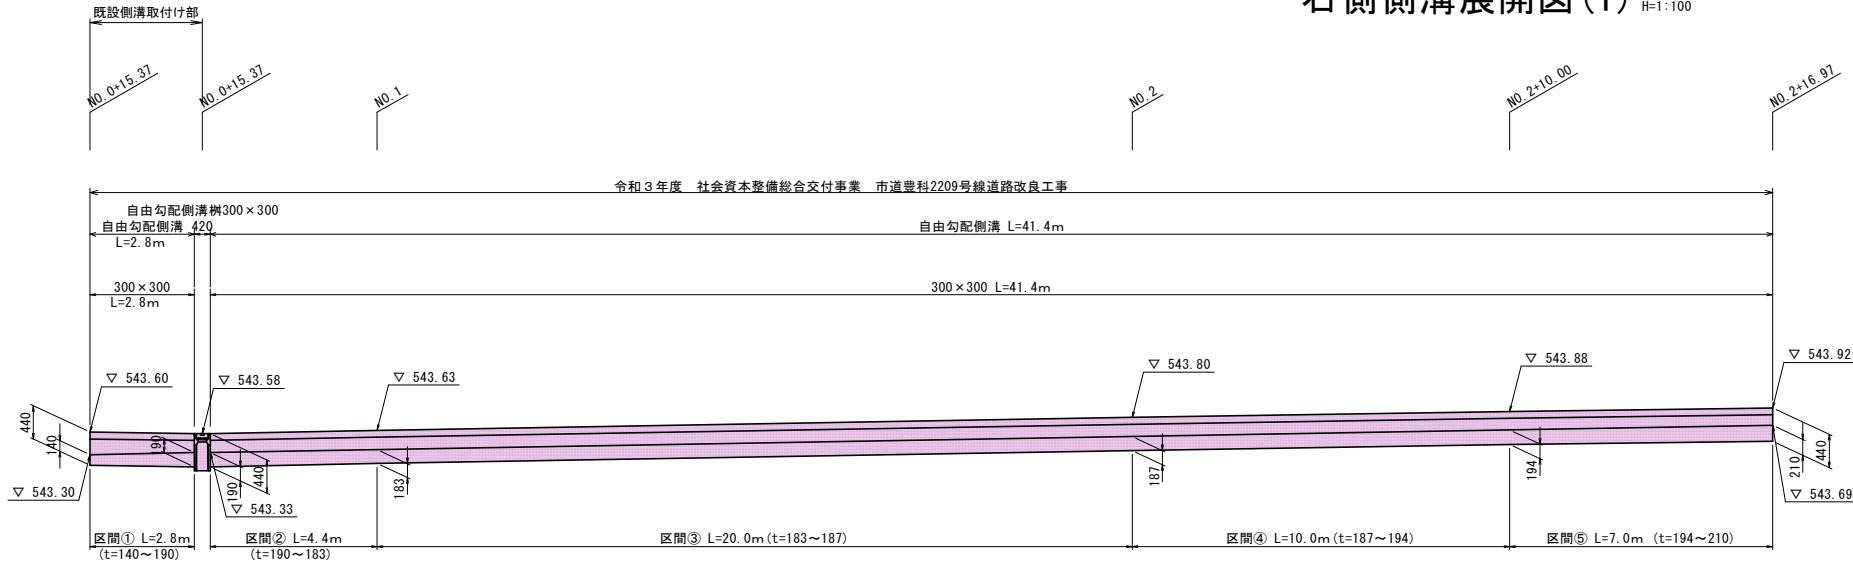 右側側溝展開図(1) H=1:100
既設側溝取付け部
NO.0+15.37
NO.0+15.37
NO.1
NO.2
NO.2+10.00
NO.2+16.97
令和3年度 社会資本整備総合交付事業 市道豊科2209号線道路改良工事
自由勾配側溝桝300×300
自由勾配側溝 420
L=2.8m
自由勾配側溝 L=41.4m
300×300
L=2.8m
300×300 L=41.4m
▽ 543.60
▽ 543.58
▽ 543.63
▽ 543.80
▽ 543.88
▽ 543.92
440
140
190
190
440
183
187
194
210
440
▽ 543.30
▽ 543.33
▽ 543.69
区間① L=2.8m
(t=140～190)
区間② L=4.4m
(t=190～183)
区間③ L=20.0m(t=183～187)
区間④ L=10.0m(t=187～194)
区間⑤ L=7.0m (t=194～210)